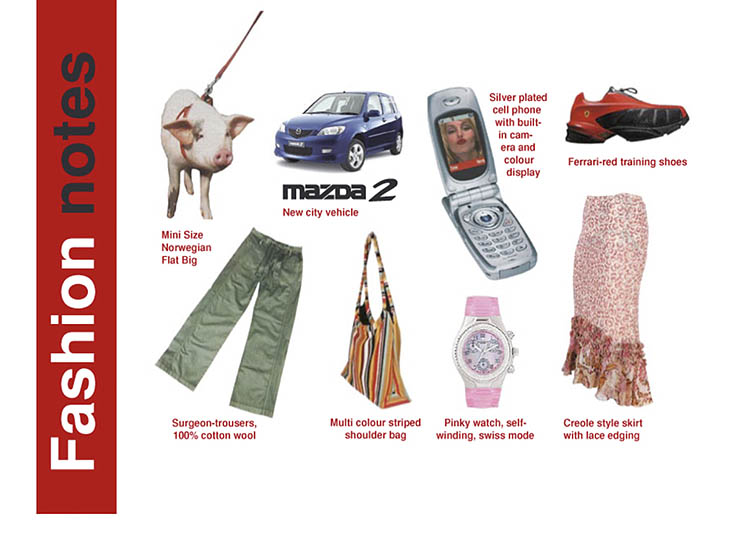 Fashion notes
Silver plated
cell phone
with built-
in cam-
era and
colour
display
Ferrari-red training shoes
mazda 2
New city vehicle
Mini Size
Norwegian
Flat Big
Surgeon-trousers,
100% cotton wool
Multi colour striped
shoulder bag
Pinky watch, self-
winding, swiss mode
Creole style skirt
with lace edging